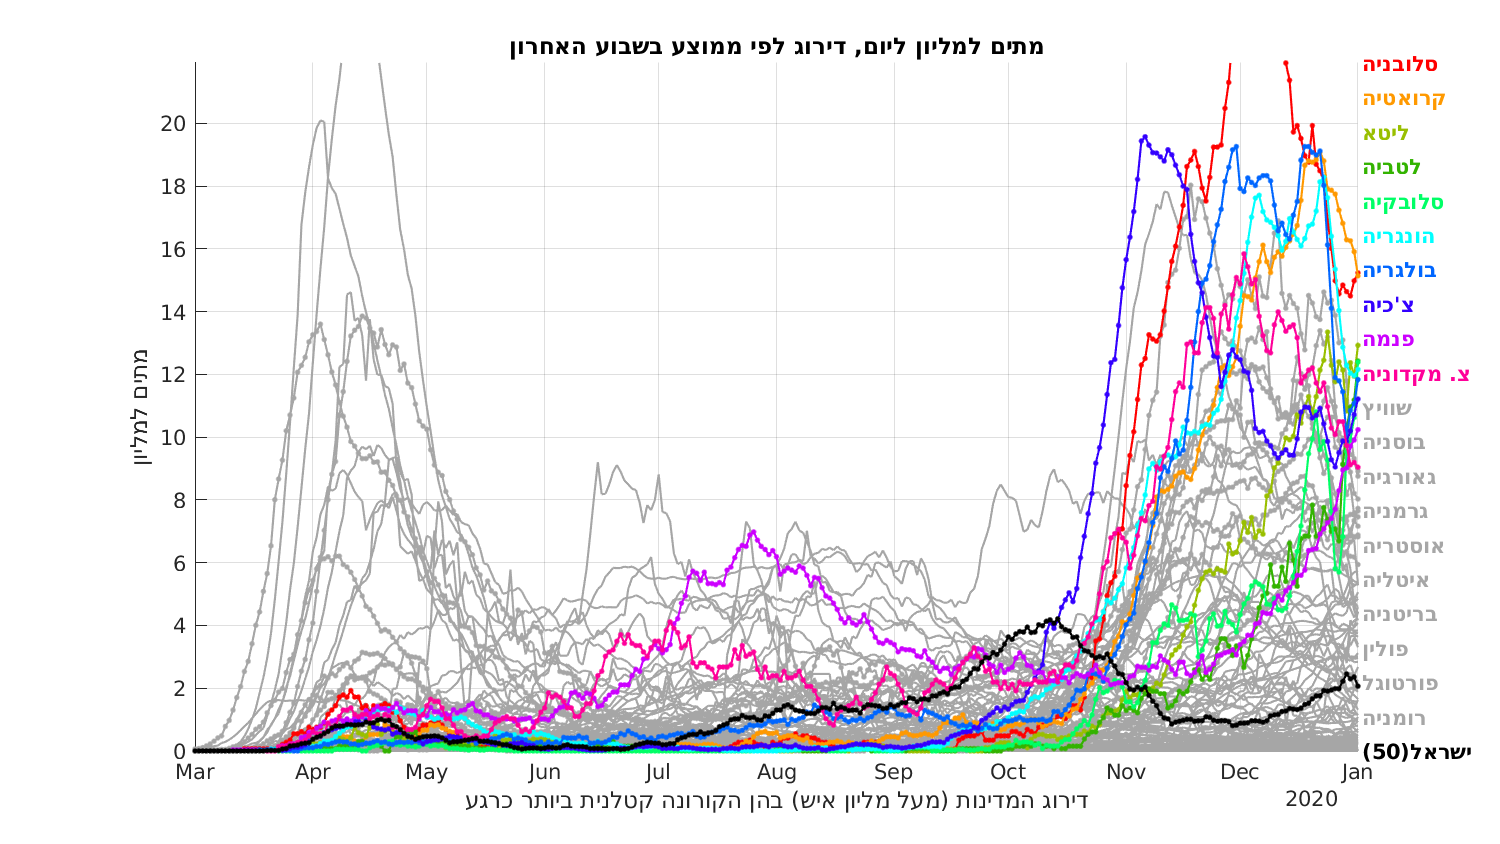 מתים למליון ליום, דירוג לפי ממוצע בשבוע האחרון
מתים למליון
20
18
16
14
12
10
8
6
4
2
0
Mar Apr May Jun Jul Aug Sep Oct Nov Dec Jan
2020
דירוג המדינות (מעל מליון איש) בהן הקורונה קטלנית ביותר כרגע
סלובניה
קרואטיה
ליטא
לטביה
סלובקיה
הונגריה
בולגריה
צ'כיה
פנמה
צ. מקדוניה
שוויץ
בוסניה
גאורגיה
גרמניה
אוסטריה
איטליה
בריטניה
פולין
פורטוגל
רומניה
ישראל(50)